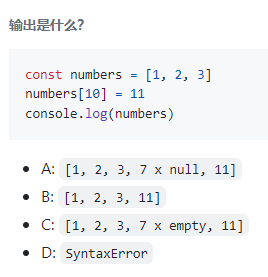 输出是什么?
const numbers = [1, 2, 3]
numbers[10] = 11
console.log(numbers)
A: [1, 2, 3, 7 x null, 11]
B: [1, 2, 3, 11]
C: [1, 2, 3, 7 x empty, 11]
D: SyntaxError